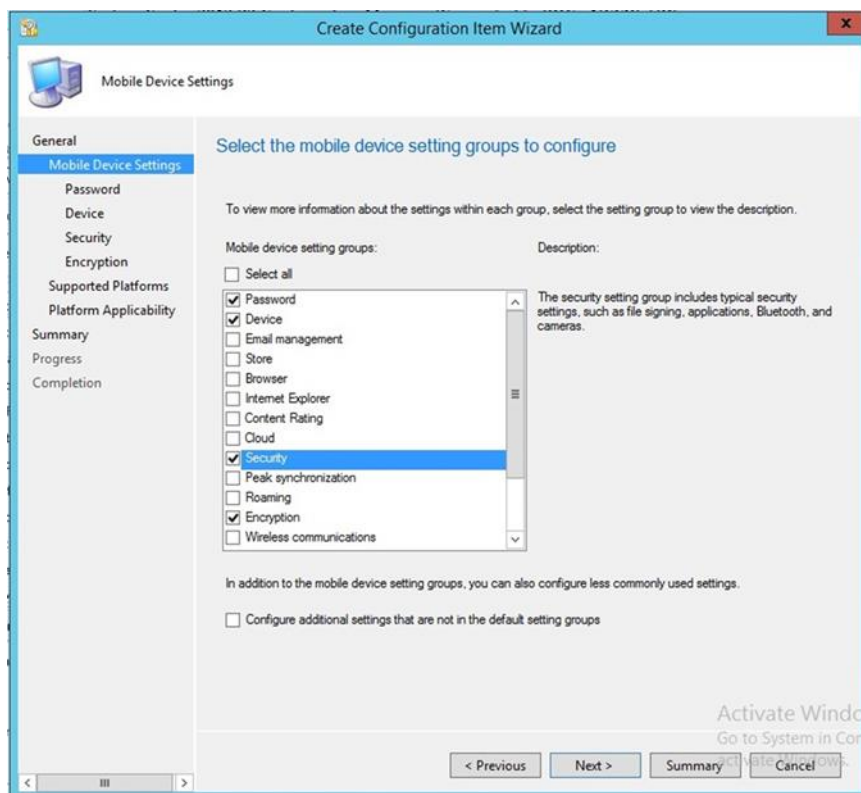 Create Configuration Item Wizard
x
Mobile Device Settings
General
Mobile Device Settings
Password
Device
Security
Encryption
Supported Platforms
Platform Applicability
Summary
Progress
Completion
Select the mobile device setting groups to configure
To view more information about the settings within each group, select the setting group to view the description.
Mobile device setting groups:
Select all
Password
Device
Email management
Store
Browser
Internet Explorer
Content Rating
Cloud
Security
Peak synchronization
Roaming
Encryption
Wireless communications
Description:
The security setting group includes typical security
settings, such as file signing, applications, Bluetooth, and
cameras.
In addition to the mobile device setting groups, you can also configure less commonly used settings.
Configure additional settings that are not in the default setting groups
Activate Windo
Go to System in Con
activate Windows.
< Previous
Next >
Summary
Cancel